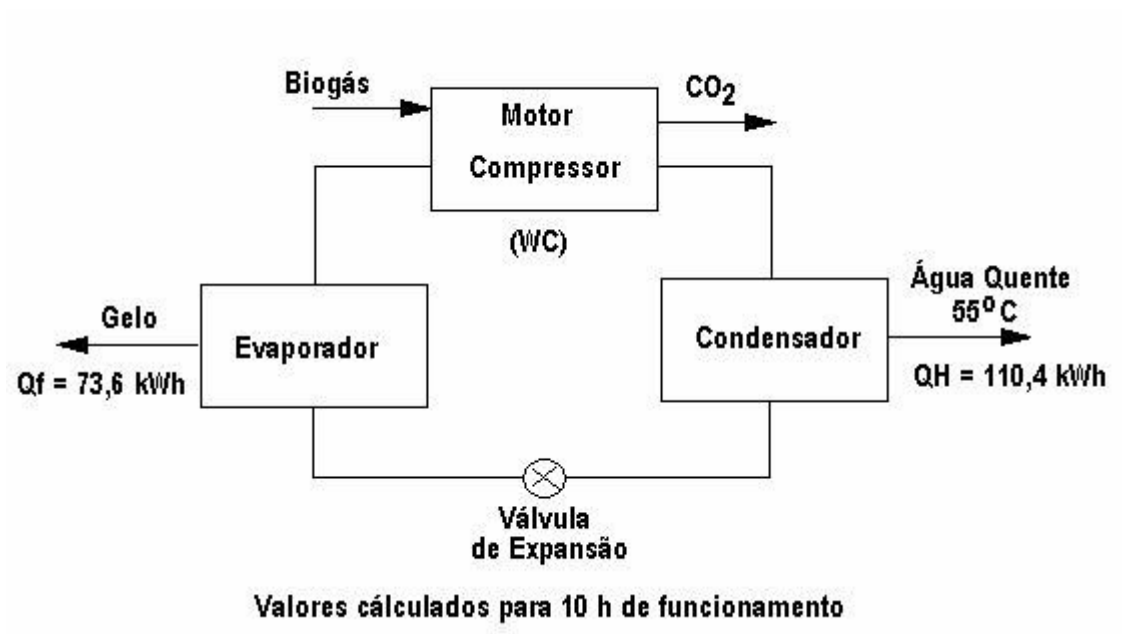 Biogás
CO2
Motor
Compressor
(WC)
Gelo
Qf = 73,6 kWh
Evaporador
Condensador
Água Quente
55º C
QH = 110,4 kWh
Válvula
de Expansão
Valores cálculados para 10 h de funcionamento